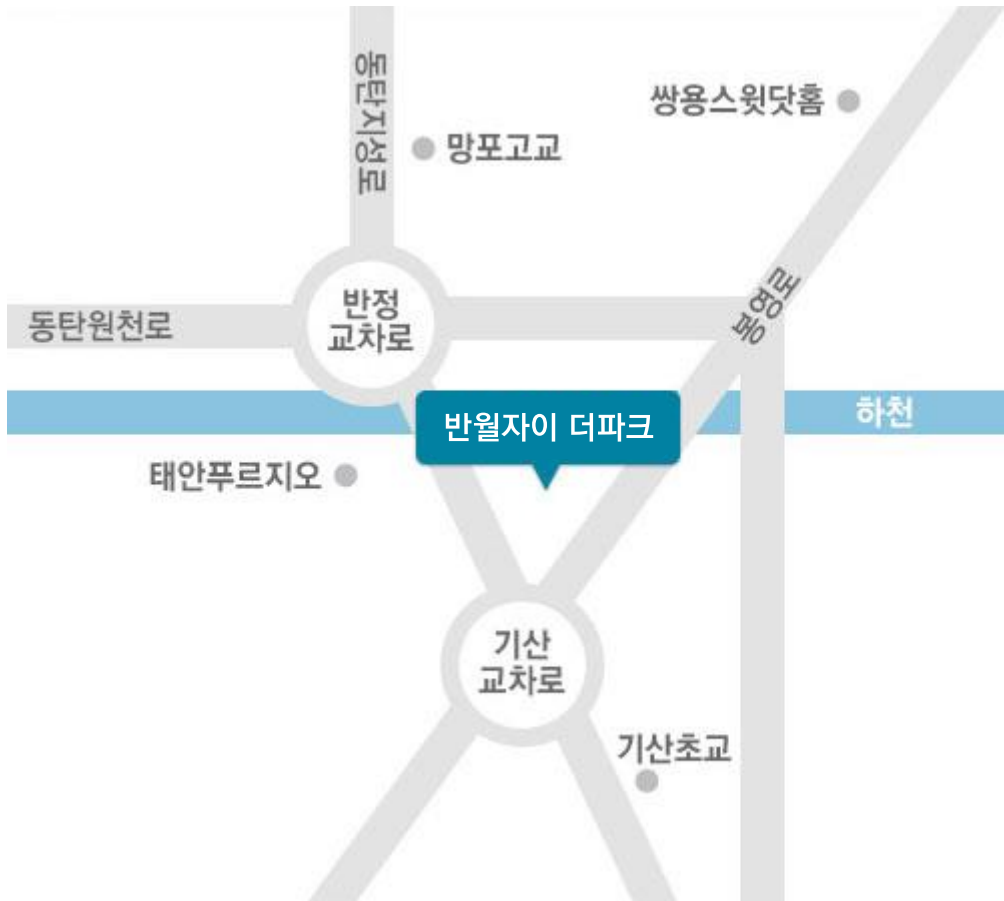 동탄지성로
쌍용스윗닷홈
망포고교
반정
교차로
동탄원천로
봉영로
하천
반월자이 더파크
태안푸르지오
기산
교차로
기산초교